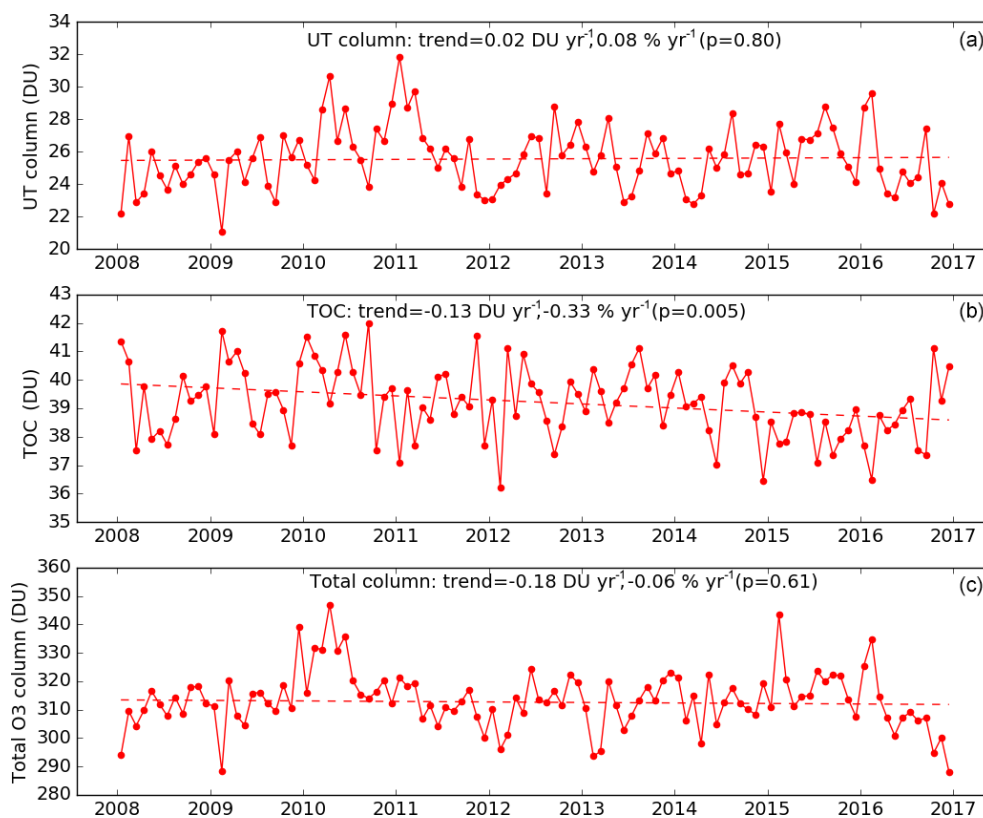 UT column: trend=0.02 DU yr⁻¹; 0.08 % yr⁻¹(p=0.80)
(a)
UT column (DU)
34
32
30
28
26
24
22
20
2008 2009 2010 2011 2012 2013 2014 2015 2016 2017
TOC: trend=-0.13 DU yr⁻¹; -0.33 % yr⁻¹(p=0.005)
(b)
TOC (DU)
43
42
41
40
39
38
37
36
35
2008 2009 2010 2011 2012 2013 2014 2015 2016 2017
Total column: trend=-0.18 DU yr⁻¹; -0.06 % yr⁻¹(p=0.61)
(c)
Total O3 column (DU)
360
350
340
330
320
310
300
290
280
2008 2009 2010 2011 2012 2013 2014 2015 2016 2017